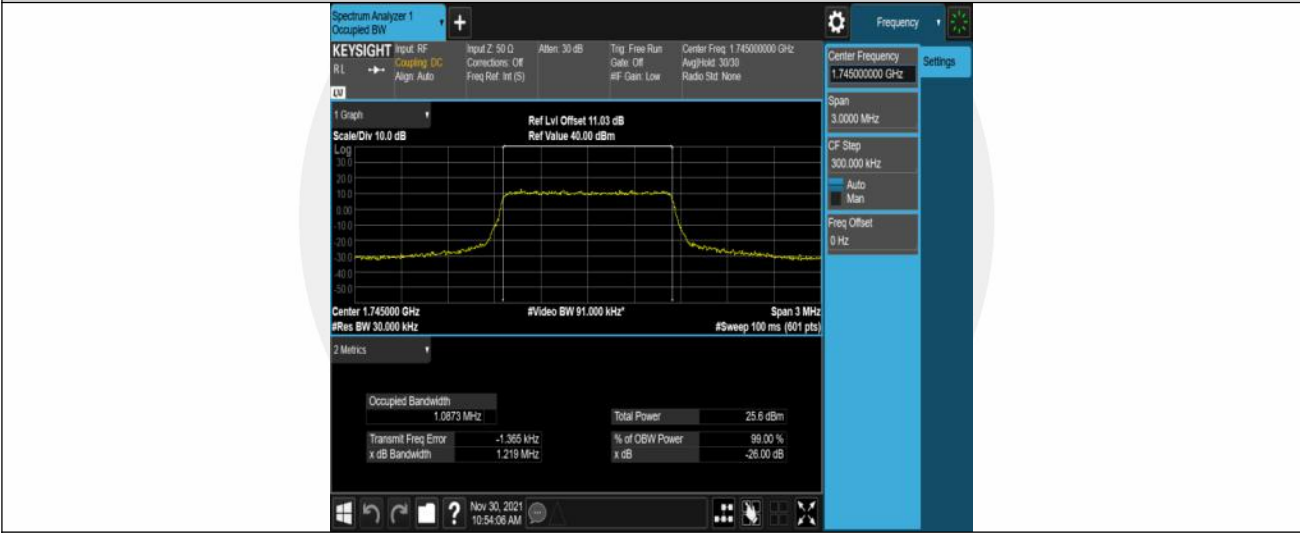 Spectrum Analyzer 1
Occupied BW
+
Frequency
KEYSIGHT
R L
LV
Input: RF
Coupling: DC
Align: Auto
Input Z: 50 Ω
Corrections: Off
Freq Ref: Int (S)
Atten: 30 dB
Trig: Free Run
Gate: Off
#IF Gain: Low
Center Freq: 1.745000000 GHz
Avg|Hold: 30/30
Radio Std: None
Center Frequency
1.745000000 GHz
Settings
Span
3.0000 MHz
CF Step
300.000 kHz
Auto
Man
Freq Offset
0 Hz
1 Graph
Scale/Div 10.0 dB
Ref Lvl Offset 11.03 dB
Ref Value 40.00 dBm
Log
30.0
20.0
10.0
0.00
-10.0
-20.0
-30.0
-40.0
-50.0
Center 1.745000 GHz
#Video BW 91.000 kHz*
Span 3 MHz
#Res BW 30.000 kHz
#Sweep 100 ms (601 pts)
2 Metrics
Occupied Bandwidth
1.0873 MHz
Total Power 25.6 dBm
Transmit Freq Error -1.365 kHz
% of OBW Power 99.00 %
x dB Bandwidth 1.219 MHz
x dB -26.00 dB
?
Nov 30, 2021
10:54:06 AM